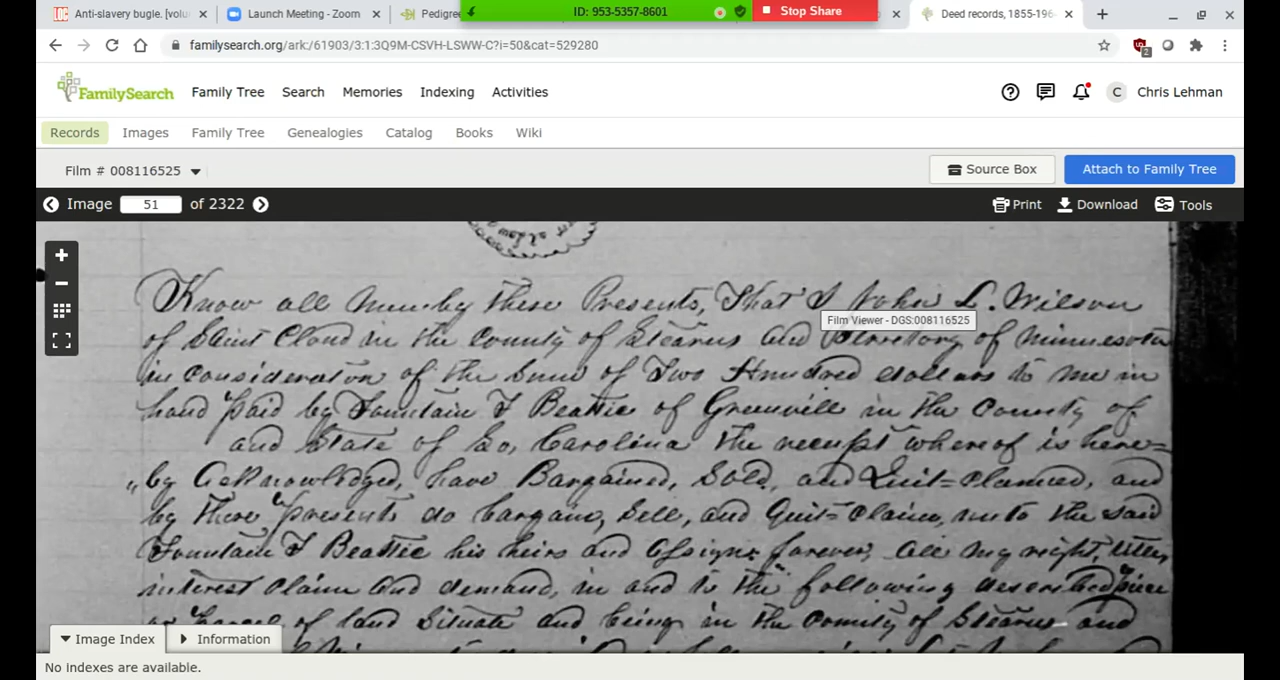 Anti-slavery bugle. [volu
Launch Meeting - Zoom
Pedigree
ID: 953-5357-8601
Stop Share
Deed records, 1855-196
familysearch.org/ark:/61903/3:1:3Q9M-CSVH-LSWW-C?i=50&cat=529280
2
FamilySearch
Family Tree Search Memories Indexing Activities
C Chris Lehman
Records Images Family Tree Genealogies Catalog Books Wiki
Film # 008116525
Source Box
Attach to Family Tree
Image 51 of 2322
Print Download Tools
Know all men by these Presents, That I John L. Wilson
Film Viewer - DGS:008116525
of Saint Cloud in the County of Stearns and Territory of Minnesota
in consideration of the Sum of Two Hundred dollars to me in
hand paid by Fountain F Beattie of Greenville in the County of
and State of So, Carolina the receipt whereof is here=
by Acknowledged, have Bargained, Sold, and Quit=claimed, and
by these presents do bargain, Sell, and Quit=claim, unto the said
Fountain F Beattie his heirs and assigns forever, all my right, title,
interest claim and demand, in and to the following described piece
or Parcel of land Situate and being in the County of Stearns and
Image Index
Information
No indexes are available.